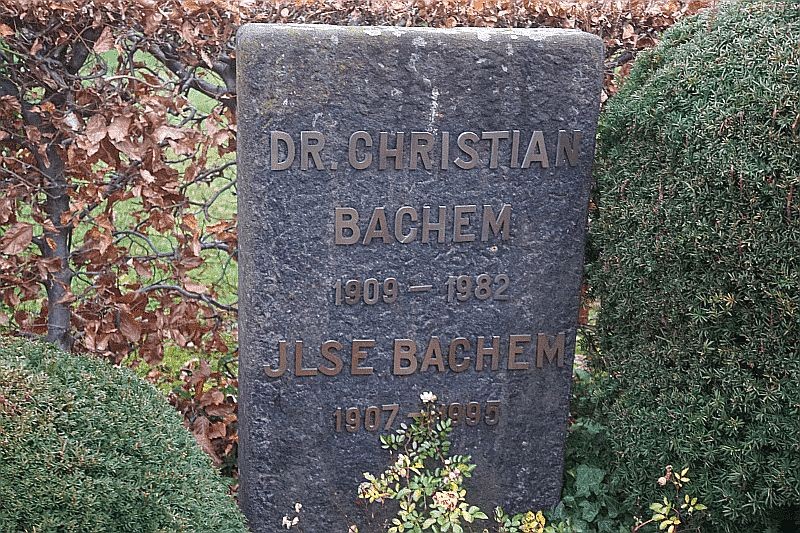 DR. CHRISTIAN
BACHEM
1909 – 1982
JLSE BACHEM
1907 – 1995